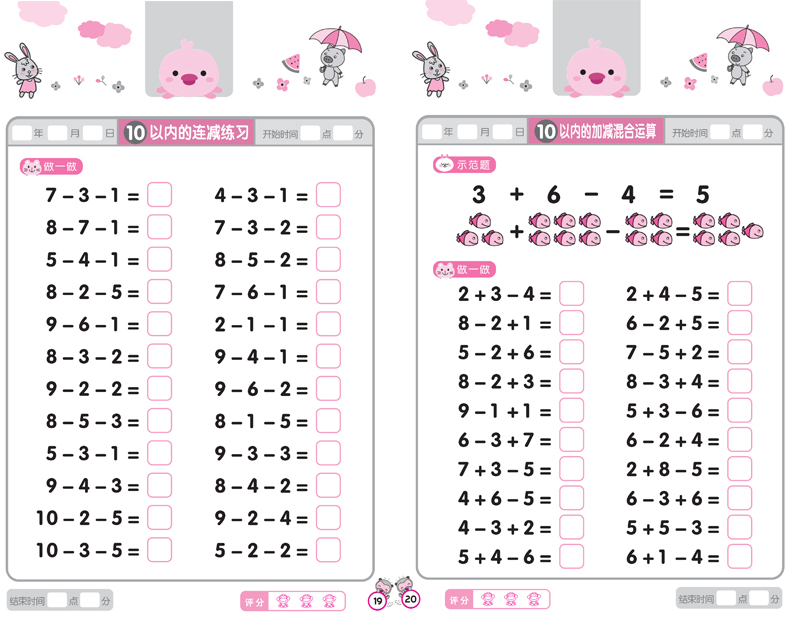 年 月 日 10以内的连减练习 开始时间 点 分
做一做
7－3－1＝ 4－3－1＝
8－7－1＝ 7－3－2＝
5－4－1＝ 8－5－2＝
8－2－5＝ 7－6－1＝
9－6－1＝ 2－1－1＝
8－3－2＝ 9－4－1＝
9－2－2＝ 9－6－2＝
8－5－3＝ 8－1－5＝
5－3－1＝ 9－3－3＝
9－4－3＝ 8－4－2＝
10－2－5＝ 9－2－4＝
10－3－5＝ 5－2－2＝
结束时间 点 分 评分 19
年 月 日 10以内的加减混合运算 开始时间 点 分
示范题
3 + 6 － 4 ＝ 5
+ － ＝
做一做
2+3－4＝ 2+4－5＝
8－2+1＝ 6－2+5＝
5－2+6＝ 7－5+2＝
8－2+3＝ 8－3+4＝
9－1+1＝ 5+3－6＝
6－3+7＝ 6－2+4＝
7+3－5＝ 2+8－5＝
4+6－5＝ 6－3+6＝
4－3+2＝ 5+5－3＝
5+4－6＝ 6+1－4＝
20 评分 结束时间 点 分